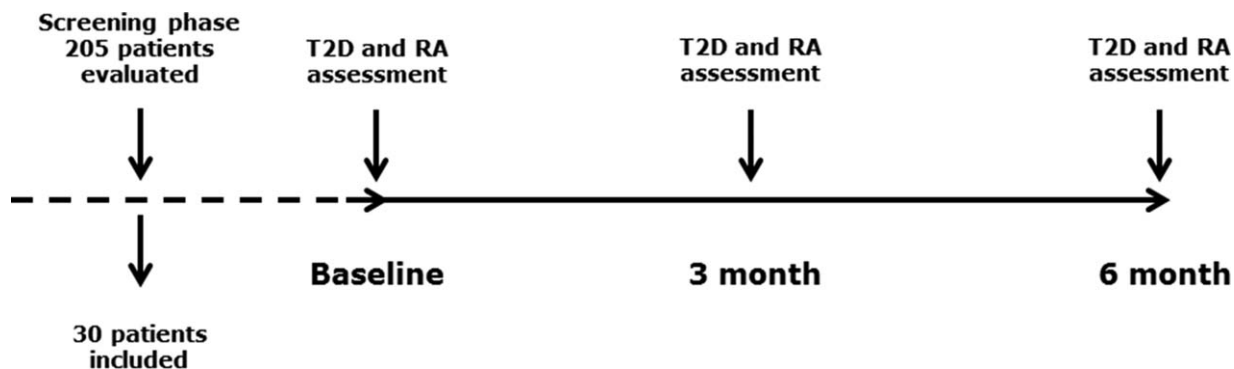 Screening phase
205 patients
evaluated
T2D and RA
assessment
T2D and RA
assessment
T2D and RA
assessment
Baseline
3 month
6 month
30 patients
included